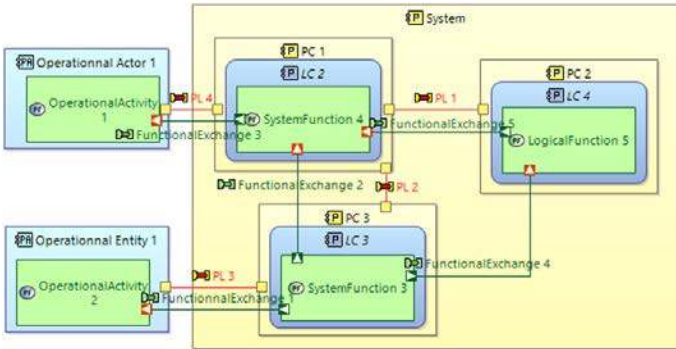 System
PC 1
Operationnal Actor 1
LC 2
PC 2
PL 4
PL 1
LC 4
OperationalActivity
1
SystemFunction 4
FunctionalExchange 5
FunctionalExchange 3
LogicalFunction 5
FunctionalExchange 2
PL 2
PC 3
Operationnal Entity 1
LC 3
FunctionalExchange 4
PL 3
OperationalActivity
2
SystemFunction 3
FunctionnalExchange 1